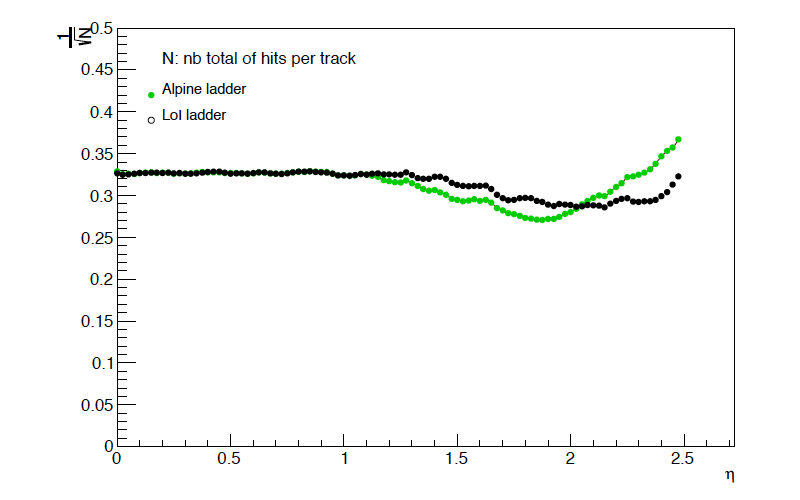 1/√N
0.5
0.45
0.4
0.35
0.3
0.25
0.2
0.15
0.1
0.05
0
N: nb total of hits per track
Alpine ladder
LoI ladder
0 0.5 1 1.5 2 2.5
η